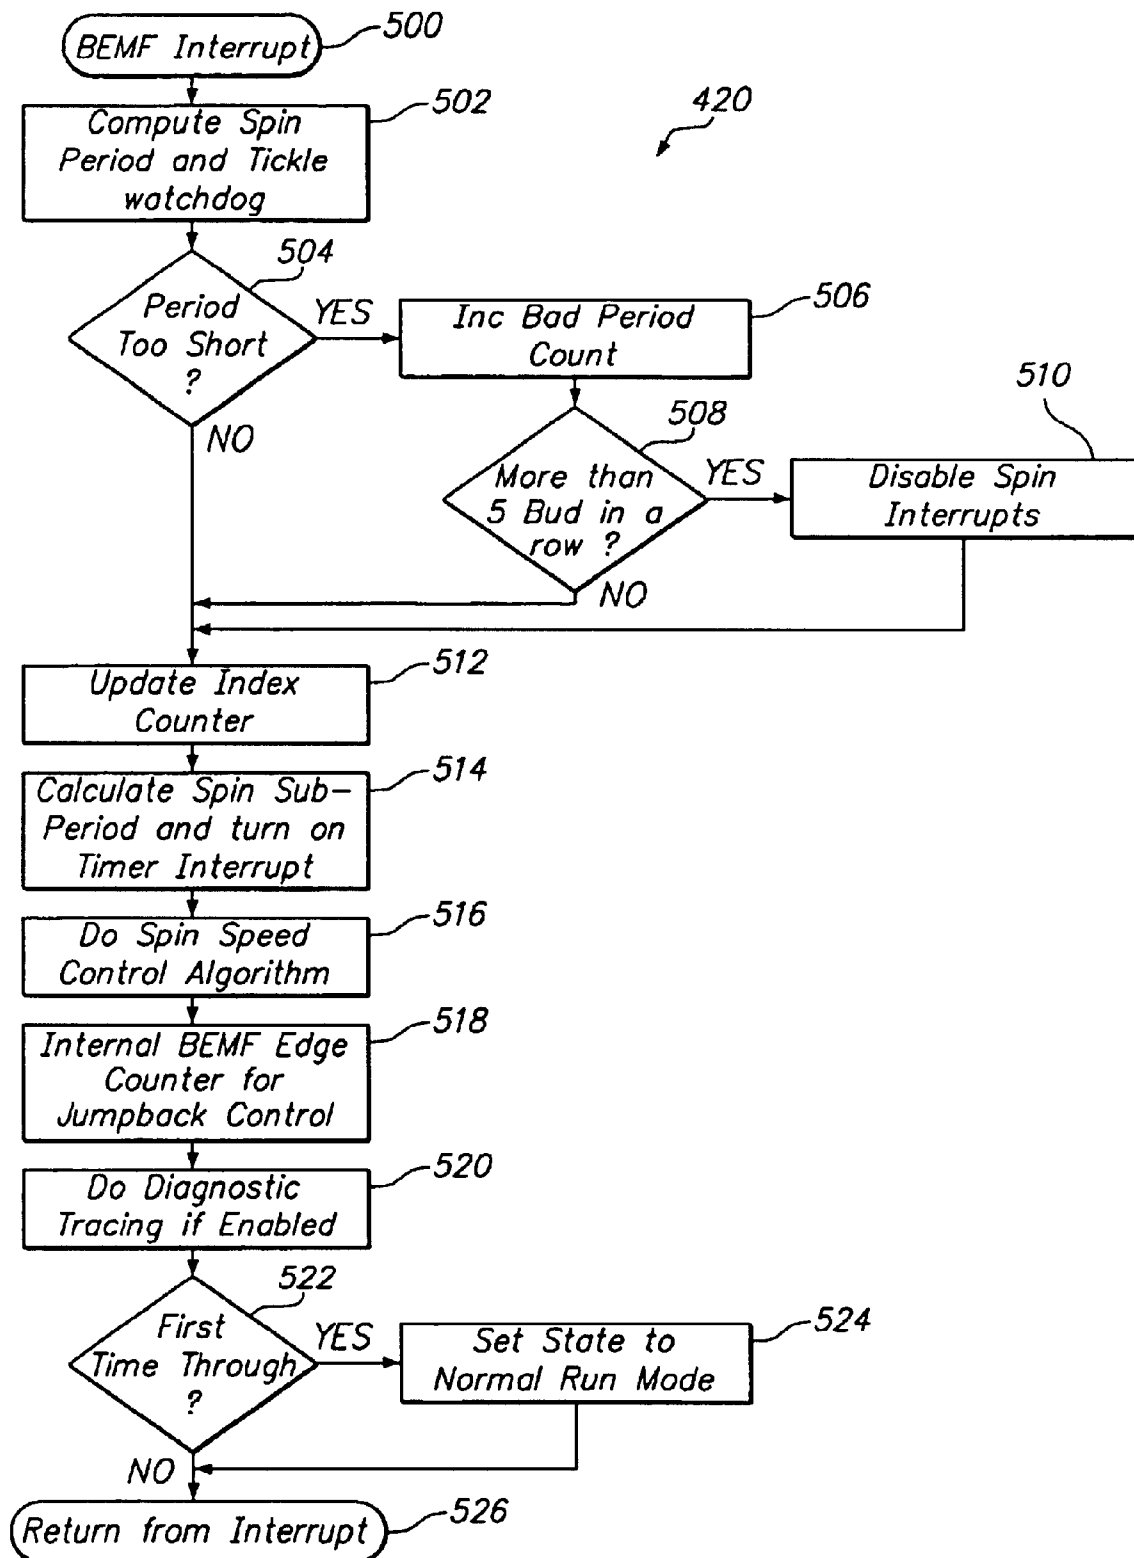 BEMF Interrupt
500
420
502
Compute Spin
Period and Tickle
watchdog
504
Period
Too Short
?
YES
NO
506
Inc Bad Period
Count
508
More than
5 Bud in a
row ?
YES
NO
510
Disable Spin
Interrupts
512
Update Index
Counter
514
Calculate Spin Sub-
Period and turn on
Timer Interrupt
516
Do Spin Speed
Control Algorithm
518
Internal BEMF Edge
Counter for
Jumpback Control
520
Do Diagnostic
Tracing if Enabled
522
First
Time Through
?
YES
NO
524
Set State to
Normal Run Mode
Return from Interrupt
526